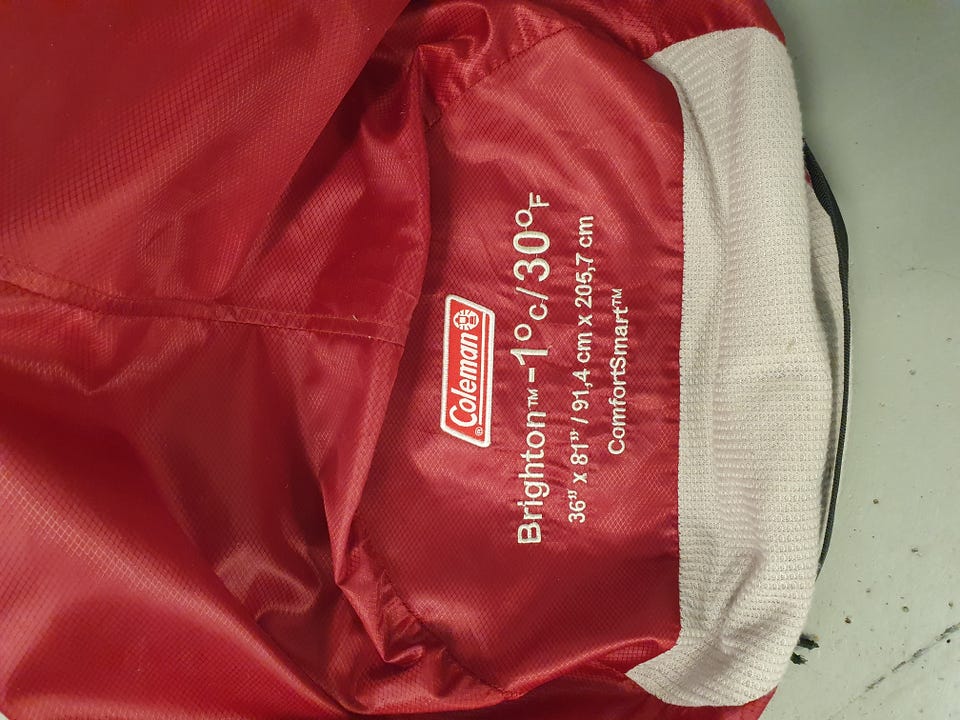 ® Coleman
Brighton™ -1°C/30°F
36” x 81” / 91,4 cm x 205,7 cm
ComfortSmart™